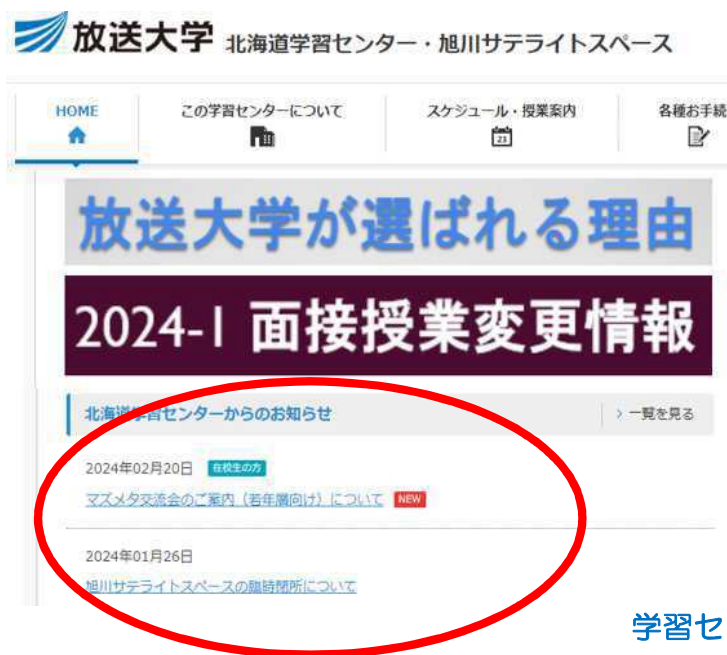 放送大学 北海道学習センター・旭川サテライトスペース
HOME この学習センターについて スケジュール・授業案内 各種お手続
21
放送大学が選ばれる理由
2024-1 面接授業変更情報
北海道学習センターからのお知らせ > 一覧を見る
2024年02月20日 在校生の方
マズメタ交流会のご案内（若年層向け）について NEW
2024年01月26日
旭川サテライトスペースの臨時閉所について
学習セ